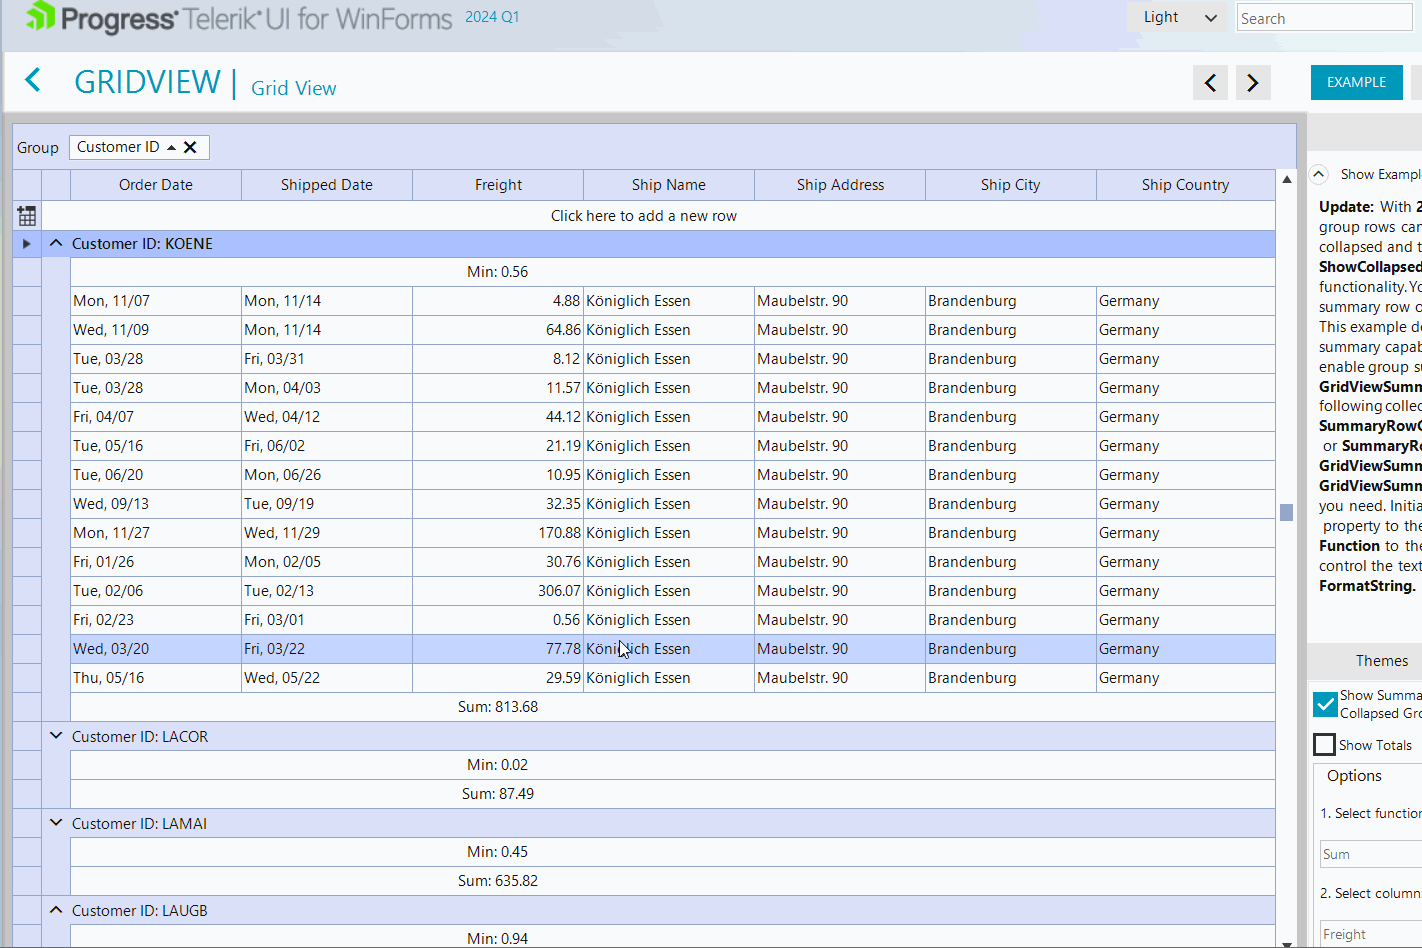 Progress Telerik UI for WinForms 2024 Q1
Light
Search
GRIDVIEW | Grid View
EXAMPLE
Group Customer ID
Order Date Shipped Date Freight Ship Name Ship Address Ship City Ship Country
Click here to add a new row
Customer ID: KOENE
Min: 0.56
Mon, 11/07 Mon, 11/14 4.88 Königlich Essen Maubelstr. 90 Brandenburg Germany
Wed, 11/09 Mon, 11/14 64.86 Königlich Essen Maubelstr. 90 Brandenburg Germany
Tue, 03/28 Fri, 03/31 8.12 Königlich Essen Maubelstr. 90 Brandenburg Germany
Tue, 03/28 Mon, 04/03 11.57 Königlich Essen Maubelstr. 90 Brandenburg Germany
Fri, 04/07 Wed, 04/12 44.12 Königlich Essen Maubelstr. 90 Brandenburg Germany
Tue, 05/16 Fri, 06/02 21.19 Königlich Essen Maubelstr. 90 Brandenburg Germany
Tue, 06/20 Mon, 06/26 10.95 Königlich Essen Maubelstr. 90 Brandenburg Germany
Wed, 09/13 Tue, 09/19 32.35 Königlich Essen Maubelstr. 90 Brandenburg Germany
Mon, 11/27 Wed, 11/29 170.88 Königlich Essen Maubelstr. 90 Brandenburg Germany
Fri, 01/26 Mon, 02/05 30.76 Königlich Essen Maubelstr. 90 Brandenburg Germany
Tue, 02/06 Tue, 02/13 306.07 Königlich Essen Maubelstr. 90 Brandenburg Germany
Fri, 02/23 Fri, 03/01 0.56 Königlich Essen Maubelstr. 90 Brandenburg Germany
Wed, 03/20 Fri, 03/22 77.78 Königlich Essen Maubelstr. 90 Brandenburg Germany
Thu, 05/16 Wed, 05/22 29.59 Königlich Essen Maubelstr. 90 Brandenburg Germany
Sum: 813.68
Customer ID: LACOR
Min: 0.02
Sum: 87.49
Customer ID: LAMAI
Min: 0.45
Sum: 635.82
Customer ID: LAUGB
Min: 0.94
Show Exampl
Update: With 2
group rows can
collapsed and t
ShowCollapsed
functionality. Yo
summary row o
This example de
summary capab
enable group su
GridViewSumm
following collec
SummaryRow
or SummaryRo
GridViewSumm
GridViewSumm
you need. Initia
property to the
Function to the
control the text
FormatString.
Themes
Show Summa
Collapsed Gro
Show Totals
Options
1. Select function
Sum
2. Select column
Freight